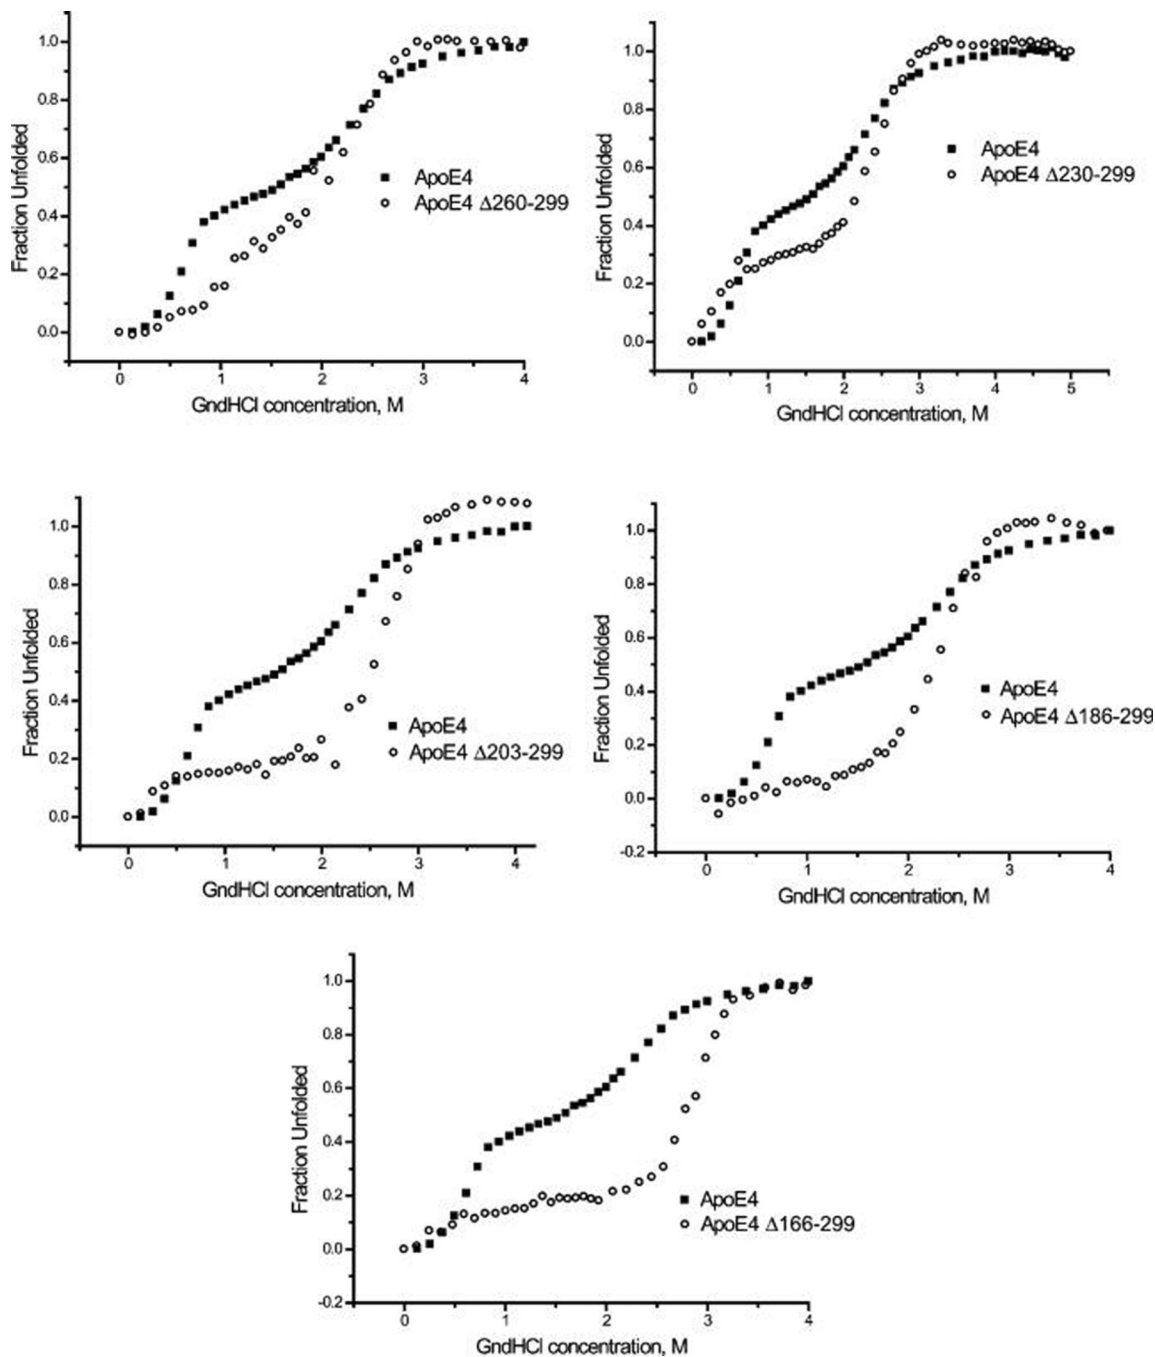 Fraction Unfolded
1.0
0.8
0.6
0.4
0.2
0.0
ApoE4
ApoE4 Δ260-299
0 1 2 3 4
GndHCl concentration, M
Fraction Unfolded
1.0
0.8
0.6
0.4
0.2
0.0
ApoE4
ApoE4 Δ230-299
0 1 2 3 4 5
GndHCl concentration, M
Fraction Unfolded
1.0
0.8
0.6
0.4
0.2
0.0
ApoE4
ApoE4 Δ203-299
0 1 2 3 4
GndHCl concentration, M
Fraction Unfolded
1.0
0.8
0.6
0.4
0.2
0.0
-0.2
ApoE4
ApoE4 Δ186-299
0 1 2 3 4
GndHCl concentration, M
Fraction Unfolded
1.0
0.8
0.6
0.4
0.2
0.0
-0.2
ApoE4
ApoE4 Δ166-299
0 1 2 3 4
GndHCl concentration, M